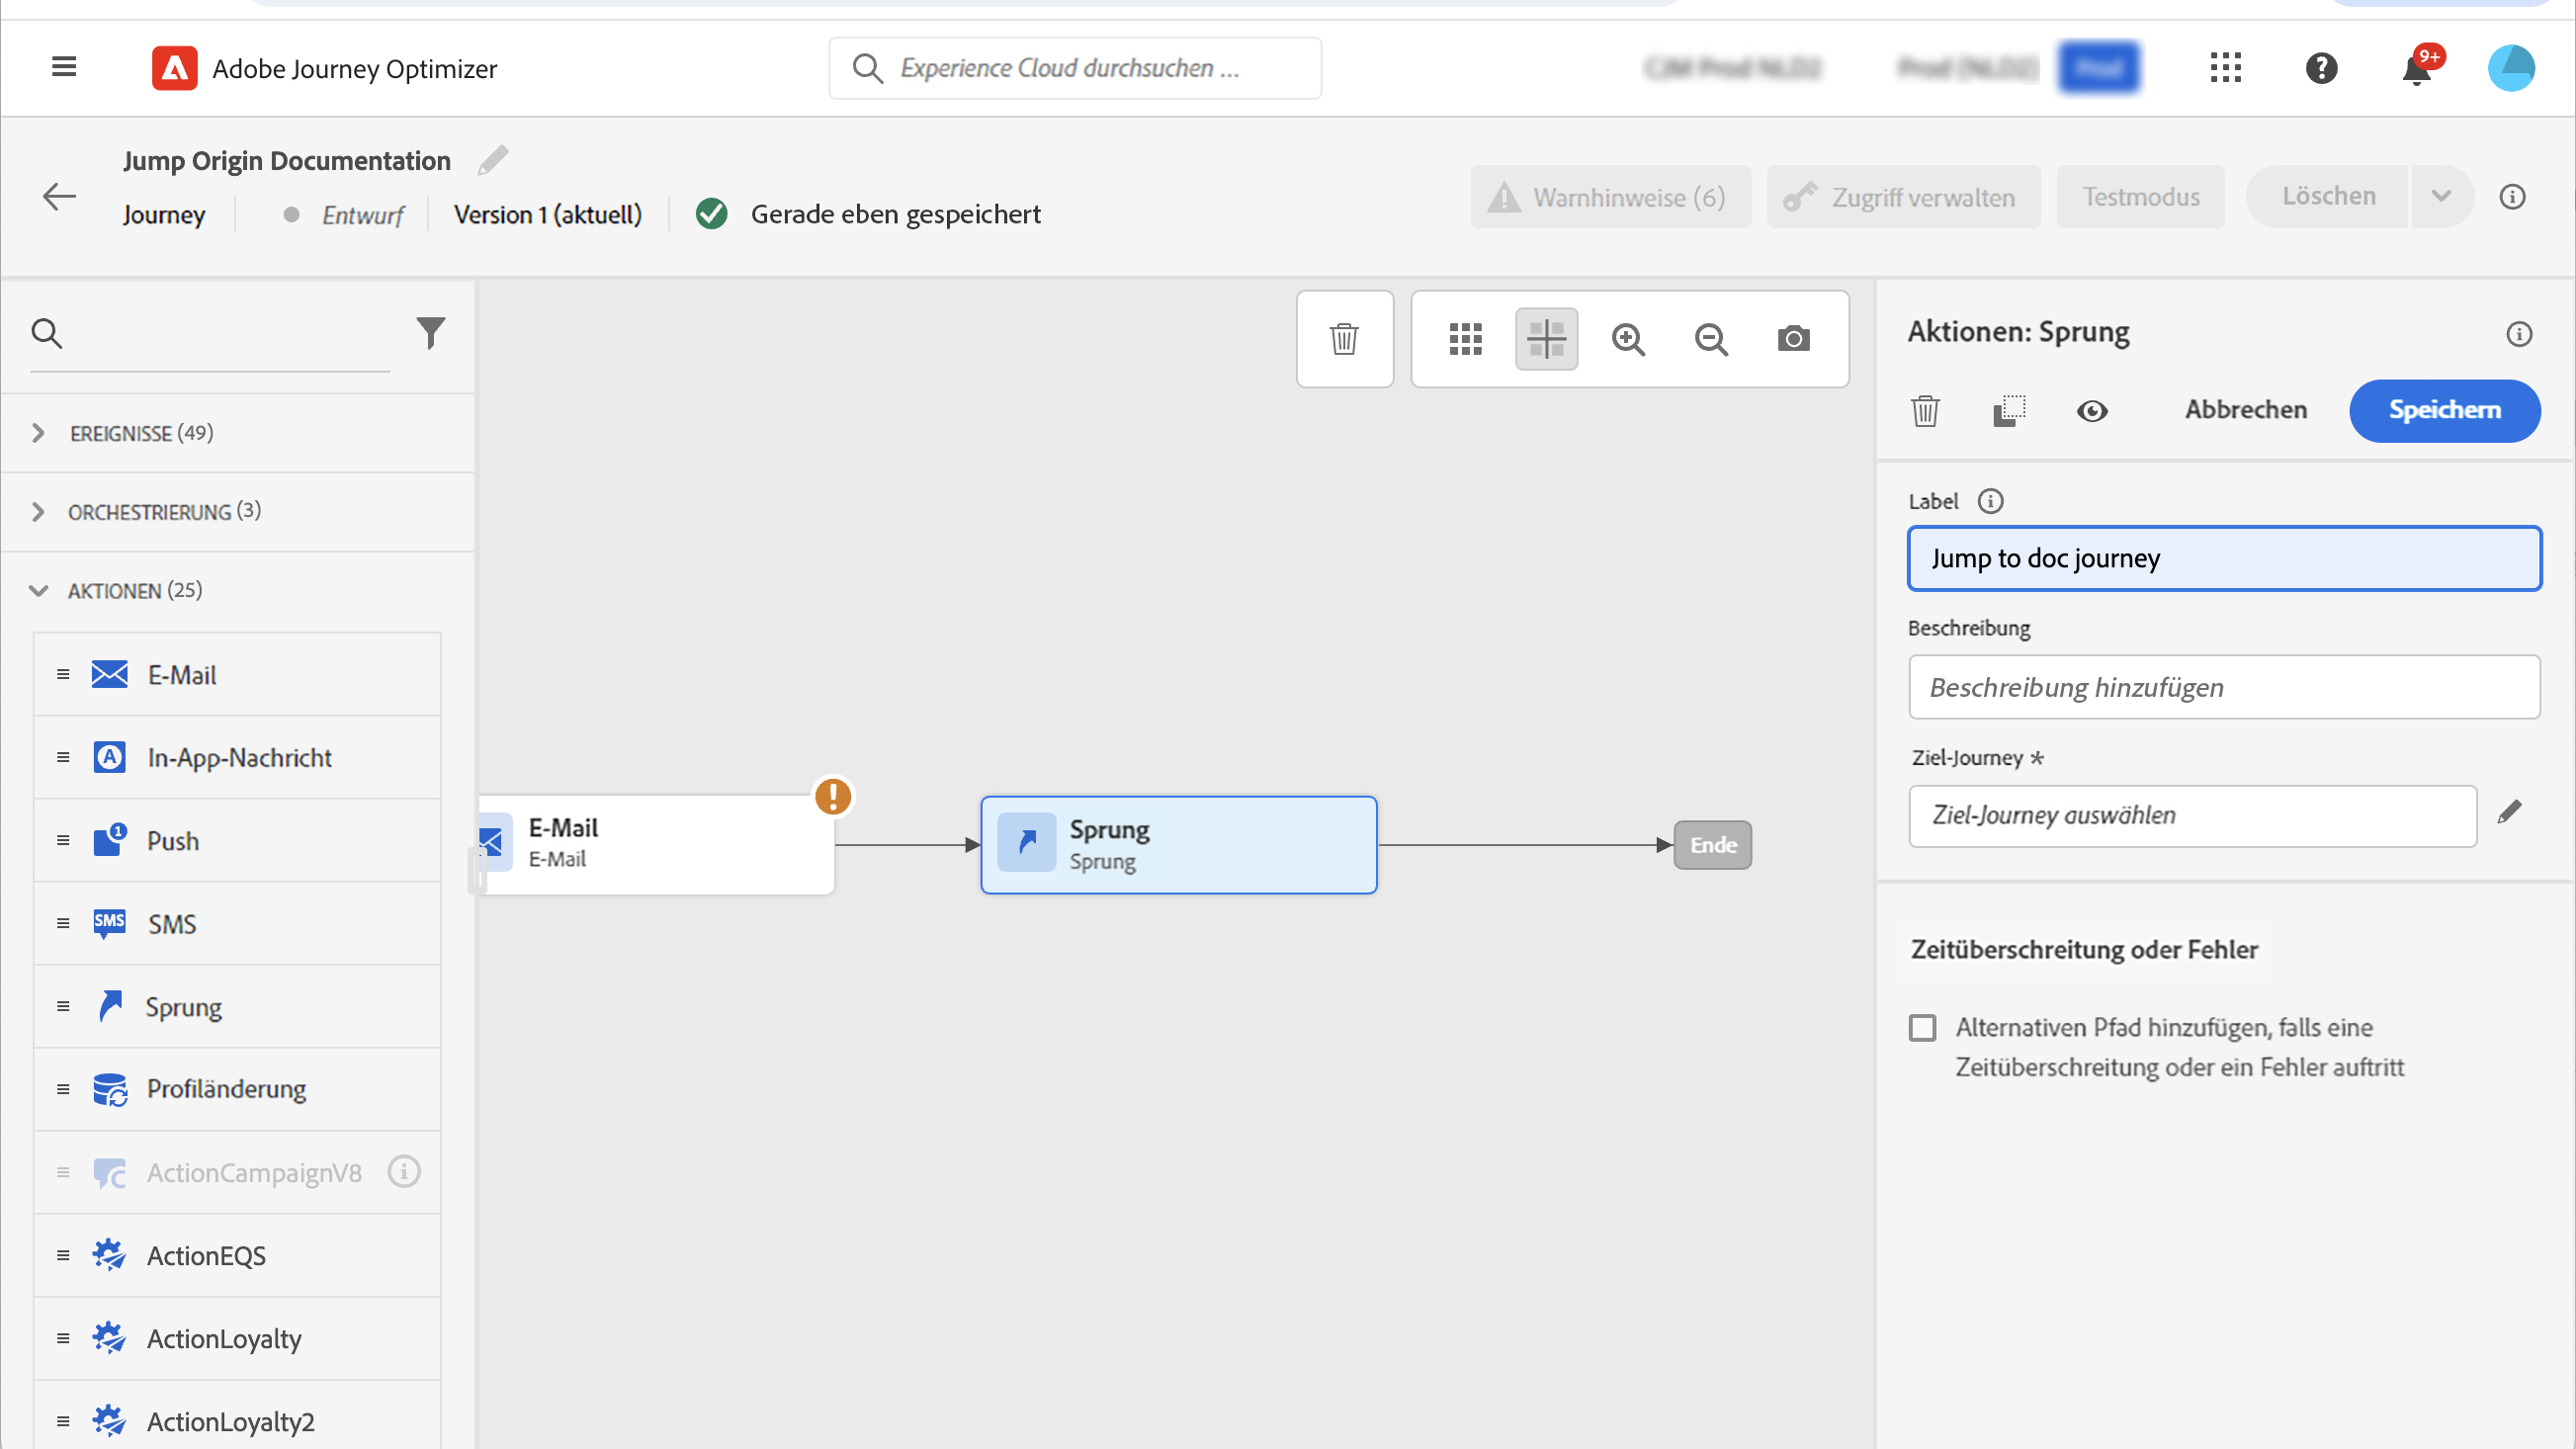 Adobe Journey Optimizer
Experience Cloud durchsuchen ...
9+
Jump Origin Documentation
Journey
Entwurf
Version 1 (aktuell)
Gerade eben gespeichert
Warnhinweise (6)
Zugriff verwalten
Testmodus
Löschen
EREIGNISSE (49)
ORCHESTRIERUNG (3)
AKTIONEN (25)
E-Mail
In-App-Nachricht
1
Push
SMS
SMS
Sprung
Profiländerung
ActionCampaignV8
ActionEQS
ActionLoyalty
ActionLoyalty2
E-Mail
E-Mail
Sprung
Sprung
Ende
Aktionen: Sprung
Abbrechen
Speichern
Label
Jump to doc journey
Beschreibung
Beschreibung hinzufügen
Ziel-Journey *
Ziel-Journey auswählen
Zeitüberschreitung oder Fehler
Alternativen Pfad hinzufügen, falls eine
Zeitüberschreitung oder ein Fehler auftritt